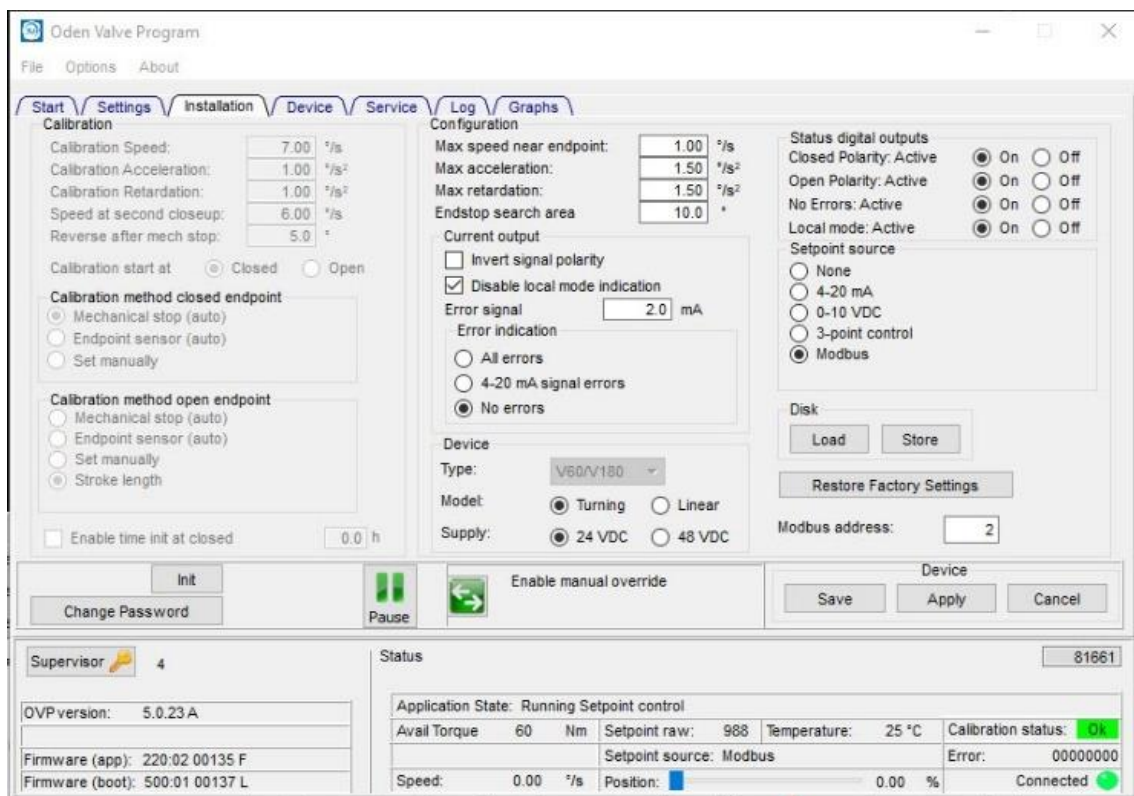 Oden Valve Program
File Options About
Start Settings Installation Device Service Log Graphs
Calibration
Calibration Speed: 7.00 °/s
Calibration Acceleration: 1.00 °/s²
Calibration Retardation: 1.00 °/s²
Speed at second closeup: 6.00 °/s
Reverse after mech stop: 5.0 °
Calibration start at Closed Open
Calibration method closed endpoint
Mechanical stop (auto)
Endpoint sensor (auto)
Set manually
Calibration method open endpoint
Mechanical stop (auto)
Endpoint sensor (auto)
Set manually
Stroke length
Enable time init at closed 0.0 h
Configuration
Max speed near endpoint: 1.00 °/s
Max acceleration: 1.50 °/s²
Max retardation: 1.50 °/s²
Endstop search area 10.0 °
Current output
Invert signal polarity
Disable local mode indication
Error signal 2.0 mA
Error indication
All errors
4-20 mA signal errors
No errors
Device
Type: V60/V180
Model: Turning Linear
Supply: 24 VDC 48 VDC
Status digital outputs
Closed Polarity: Active On Off
Open Polarity: Active On Off
No Errors: Active On Off
Local mode: Active On Off
Setpoint source
None
4-20 mA
0-10 VDC
3-point control
Modbus
Disk
Load Store
Restore Factory Settings
Modbus address: 2
Init
Change Password
Pause
Enable manual override
Device
Save Apply Cancel
Supervisor 4
OVP version: 5.0.23 A
Firmware (app): 220:02 00135 F
Firmware (boot): 500:01 00137 L
Status 81661
Application State: Running Setpoint control
Avail Torque 60 Nm Setpoint raw: 988 Temperature: 25 °C Calibration status: Ok
Setpoint source: Modbus Error: 00000000
Speed: 0.00 °/s Position: 0.00 % Connected